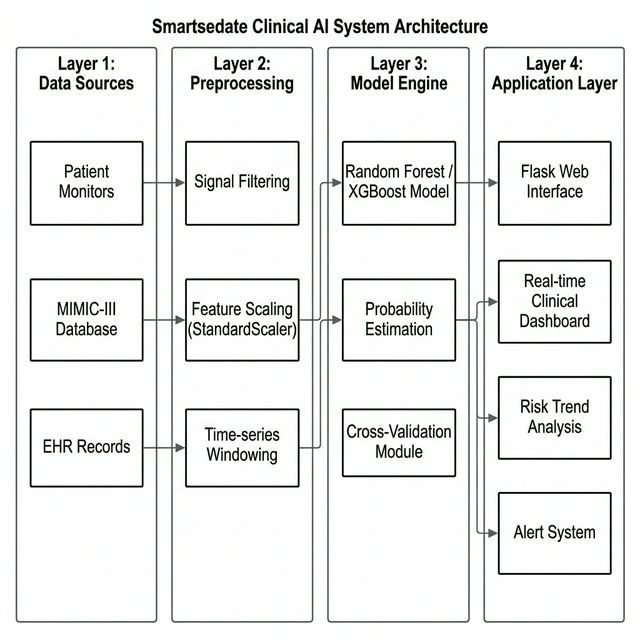 Smartsedate Clinical AI System Architecture
Layer 1:
Data Sources
Patient
Monitors
MIMIC-III
Database
EHR Records
Layer 2:
Preprocessing
Signal Filtering
Feature Scaling
(StandardScaler)
Time-series
Windowing
Layer 3:
Model Engine
Random Forest /
XGBoost Model
Probability
Estimation
Cross-Validation
Module
Layer 4:
Application Layer
Flask Web
Interface
Real-time
Clinical
Dashboard
Risk Trend
Analysis
Alert System